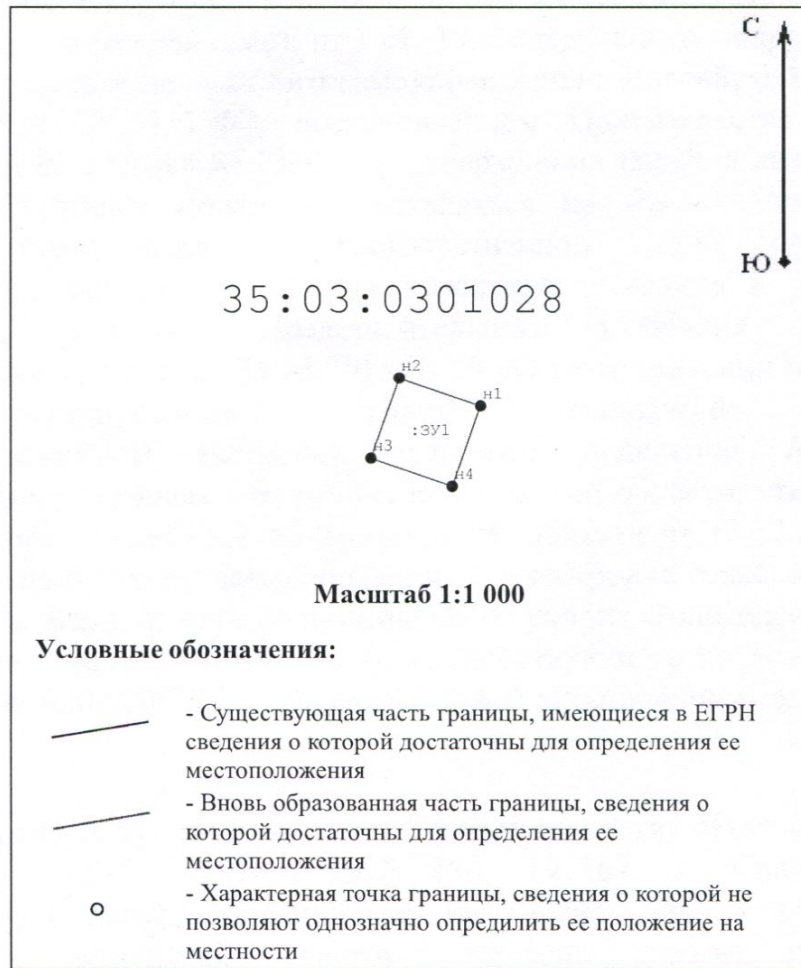 С
Ю
35:03:0301028
н2
н1
:ЗУ1
н3
н4
Масштаб 1:1 000
Условные обозначения:
- Существующая часть границы, имеющиеся в ЕГРН
сведения о которой достаточны для определения ее
местоположения
- Вновь образованная часть границы, сведения о
которой достаточны для определения ее
местоположения
- Характерная точка границы, сведения о которой не
позволяют однозначно опредилить ее положение на
местности